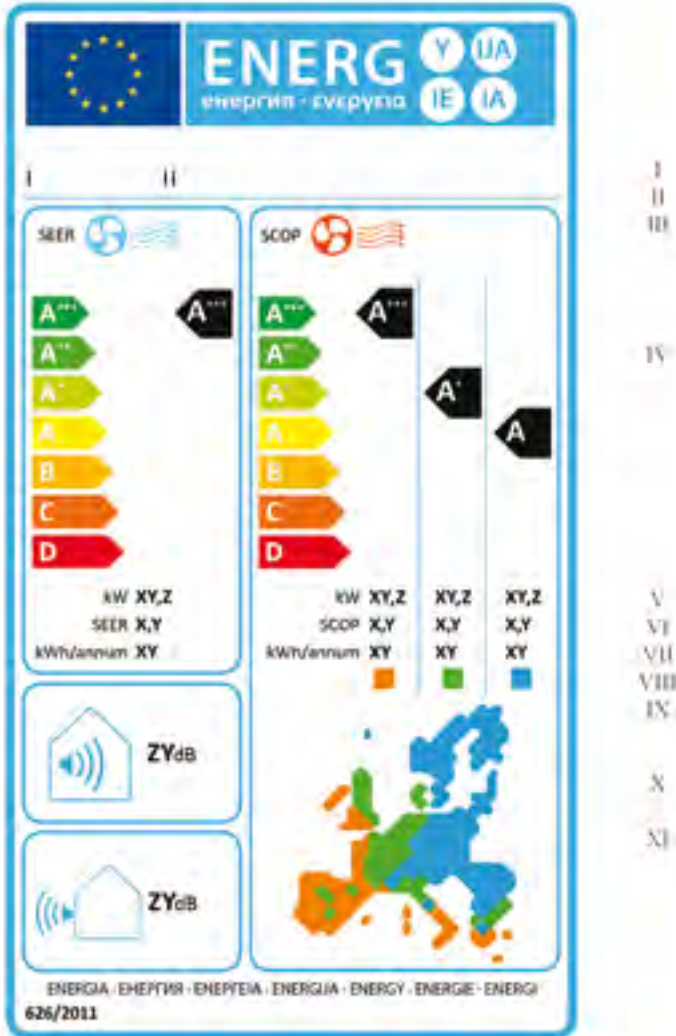 ENERG Y IJA
енергия · ενεργεια IE IA
I II
I
II
III
SEER SCOP
A+++ A+++ A+++ A+++
A++ A++
IV
A+ A+ A+
A A A
B B
C C
D D
kW XY,Z kW XY,Z XY,Z XY,Z
V
SEER X,Y SCOP X,Y X,Y X,Y
VI
kWh/annum XY kWh/annum XY XY XY
VII
VIII
IX
ZYdB
X
XI
ZYdB
ENERGIA · ЕНЕРГИЯ · ΕΝΕΡΓΕΙΑ · ENERGIJA · ENERGY · ENERGIE · ENERGI
626/2011